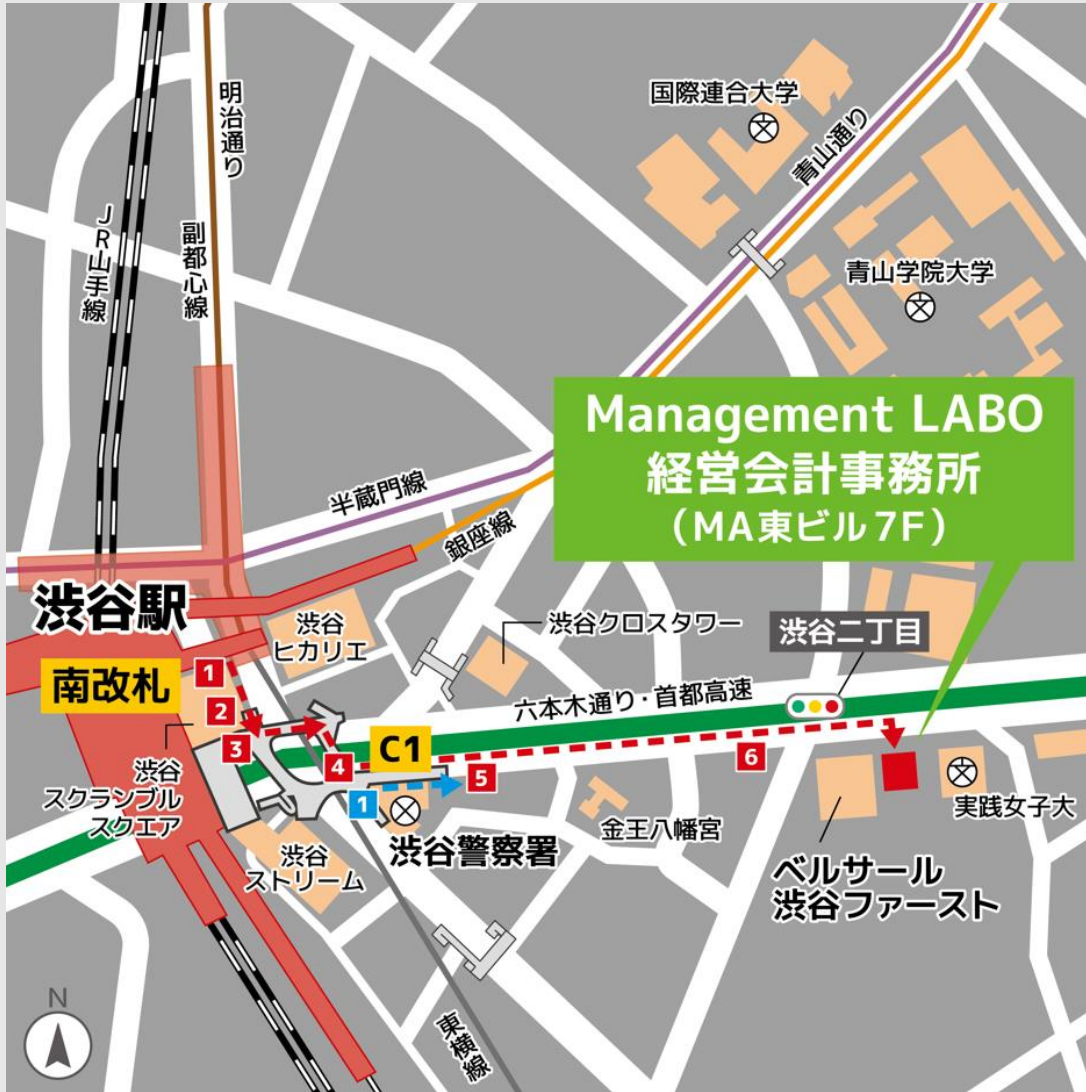 国際連合大学
青山通り
明治通り
JR山手線
副都心線
青山学院大学
Management LABO
経営会計事務所
(MA東ビル7F)
半蔵門線
銀座線
渋谷駅
渋谷
ヒカリエ
渋谷クロスタワー
渋谷二丁目
南改札
1
2
3
4
C1
六本木通り・首都高速
5
6
1
渋谷
スクランブル
スクエア
渋谷
ストリーム
渋谷警察署
金王八幡宮
実践女子大
ベルサール
渋谷ファースト
東横線
N